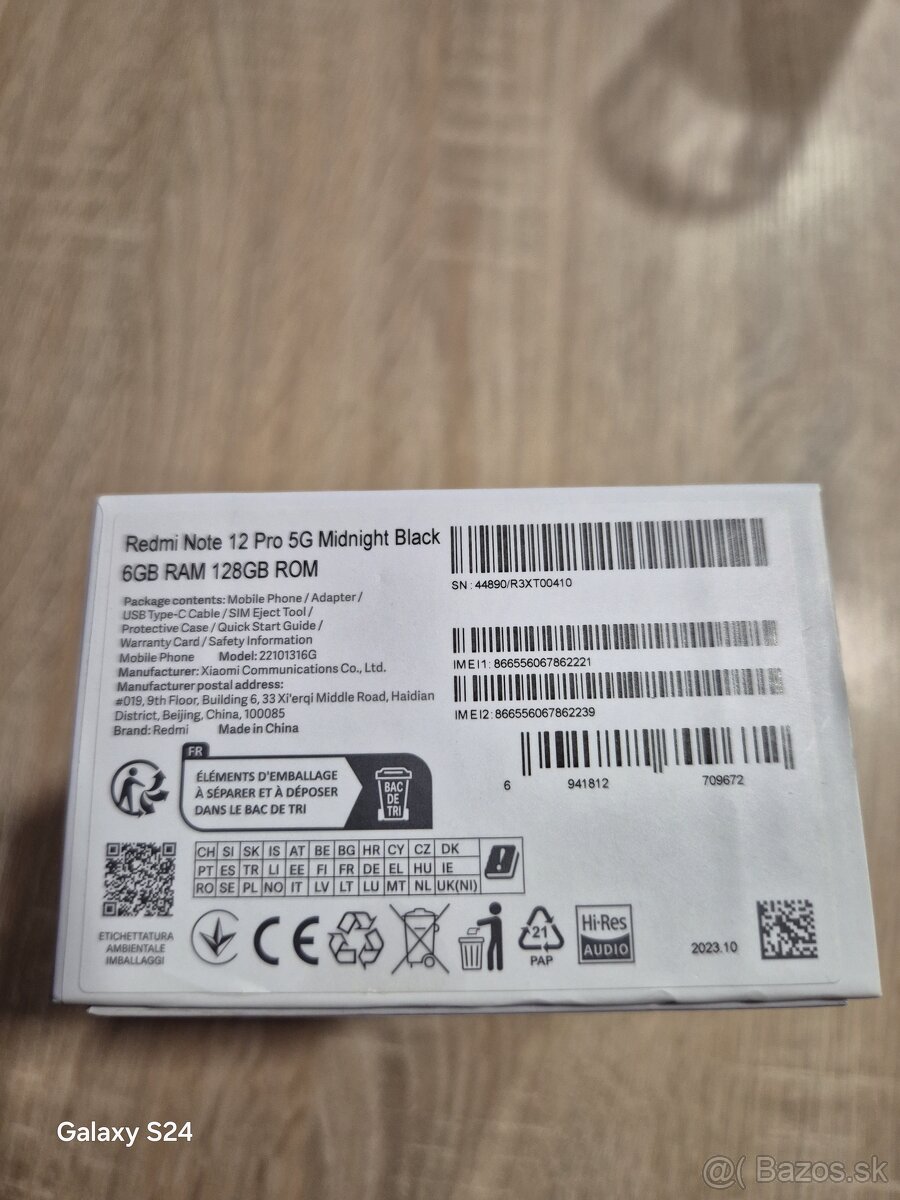 Redmi Note 12 Pro 5G Midnight Black
6GB RAM 128GB ROM
Package contents: Mobile Phone / Adapter /
USB Type-C Cable / SIM Eject Tool /
Protective Case / Quick Start Guide /
Warranty Card / Safety Information
Mobile Phone Model: 22101316G
Manufacturer: Xiaomi Communications Co., Ltd.
Manufacturer postal address:
#019, 9th Floor, Building 6, 33 Xi'erqi Middle Road, Haidian
District, Beijing, China, 100085
Brand: Redmi Made in China
SN : 44890/R3XT00410
IMEI1: 866556067862221
IMEI2: 866556067862239
6 941812 709672
FR
ÉLÉMENTS D'EMBALLAGE
À SÉPARER ET À DÉPOSER
DANS LE BAC DE TRI
BAC
DE
TRI
CH SI SK IS AT BE BG HR CY CZ DK
PT ES TR LI EE FI FR DE EL HU IE
RO SE PL NO IT LV LT LU MT NL UK(NI)
ETICHETTATURA
AMBIENTALE
IMBALLAGGI
CE
21
PAP
Hi-Res
AUDIO
2023.10
Galaxy S24
@( Bazos.sk